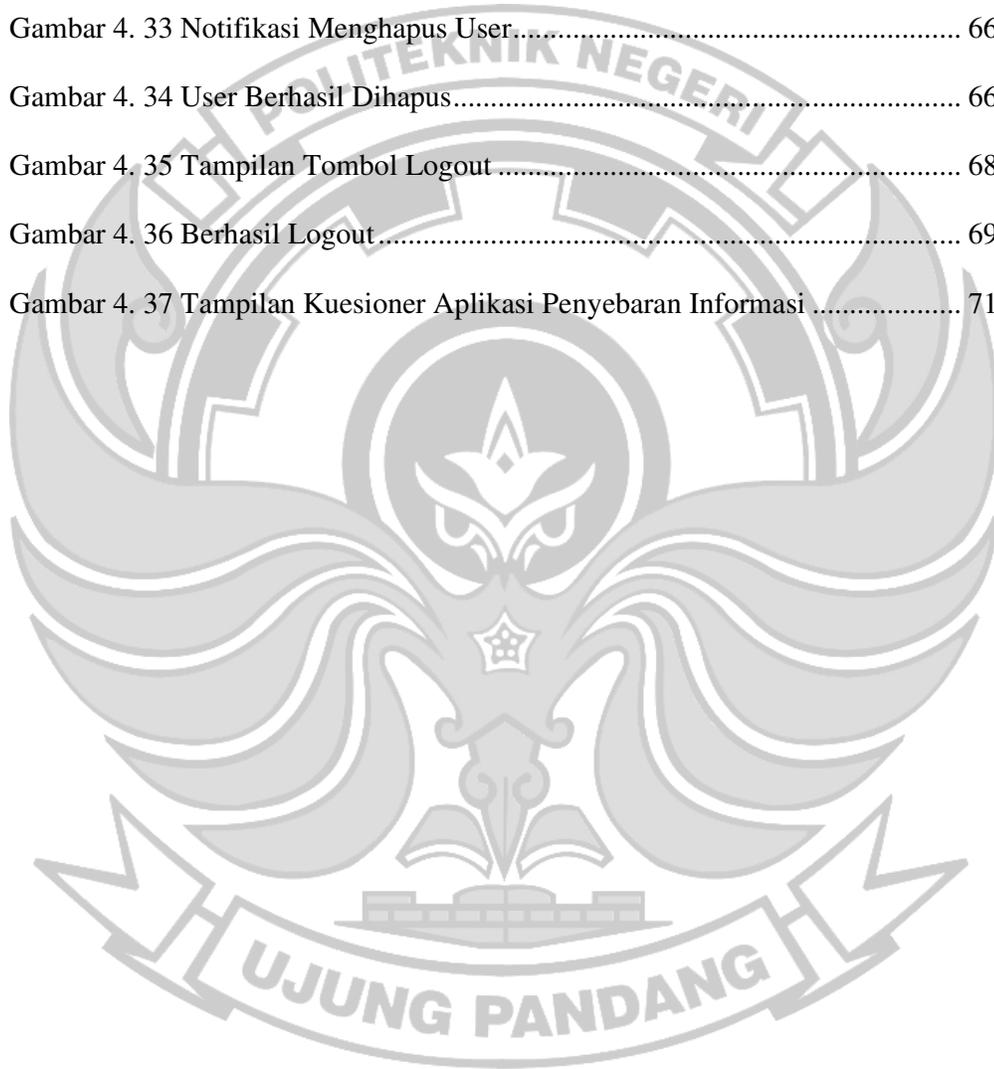 Gambar 4. 33 Notifikasi Menghapus User.......................................................... 66
Gambar 4. 34 User Berhasil Dihapus.................................................................. 66
Gambar 4. 35 Tampilan Tombol Logout ............................................................ 68
Gambar 4. 36 Berhasil Logout............................................................................ 69
Gambar 4. 37 Tampilan Kuesioner Aplikasi Penyebaran Informasi ................... 71
POLITEKNIK NEGERI
UJUNG PANDANG